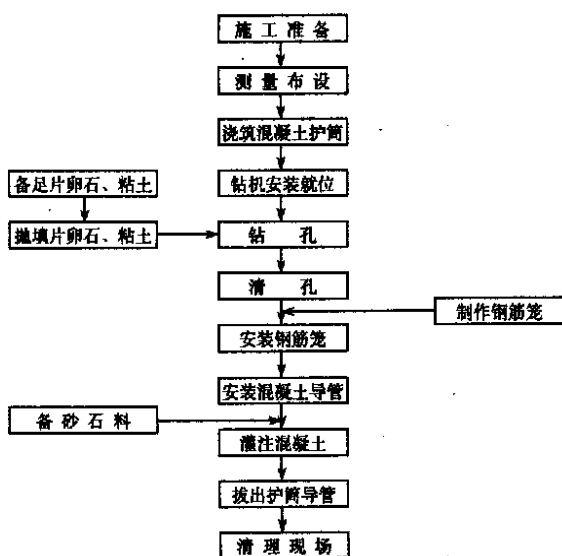 施工准备
测量布设
浇筑混凝土护筒
备足片卵石、粘土
钻机安装就位
抛填片卵石、粘土
钻孔
清孔
制作钢筋笼
安装钢筋笼
安装混凝土导管
备砂石料
灌注混凝土
拔出护筒导管
清理现场